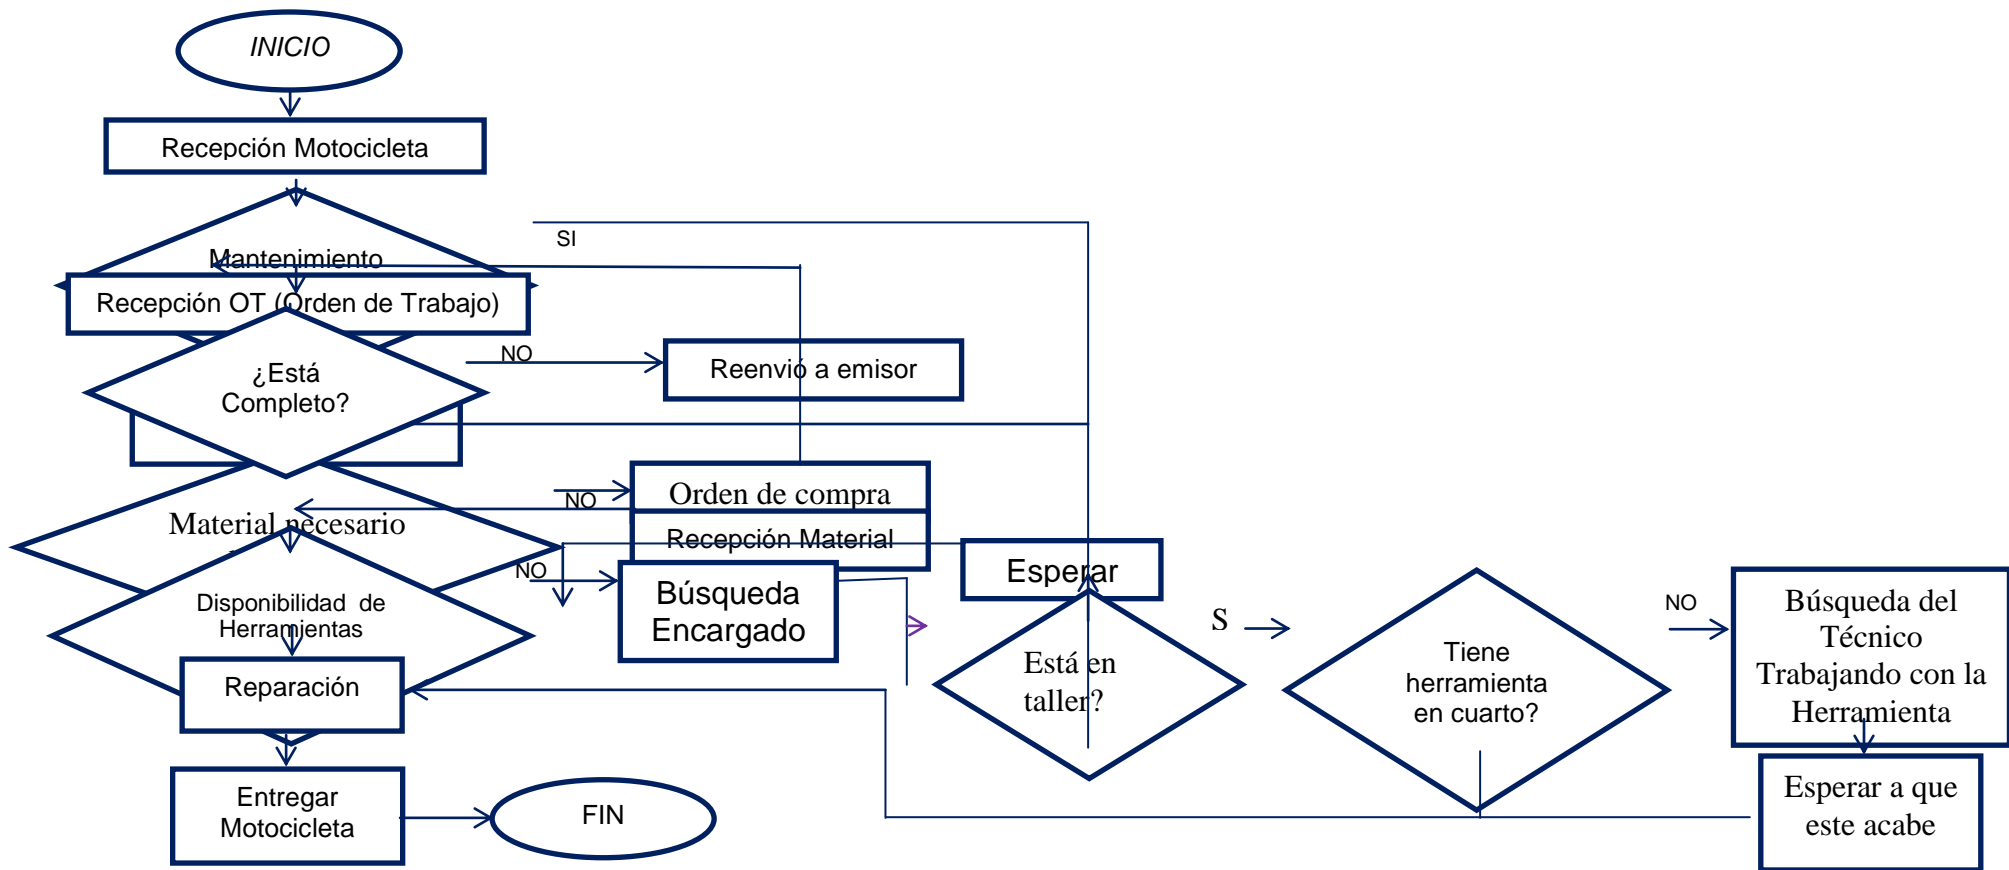 INICIO
Recepción Motocicleta
SI
Mantenimiento
Recepción OT (Orden de Trabajo)
NO
Reenvió a emisor
¿Está
Completo?
NO
Orden de compra
Material necesario
Recepción Material
NO
Búsqueda
Encargado
Esperar
Disponibilidad de
Herramientas
S
NO
Búsqueda del
Técnico
Trabajando con la
Herramienta
Está en
taller?
Tiene
herramienta
en cuarto?
Reparación
Entregar
Motocicleta
FIN
Esperar a que
este acabe